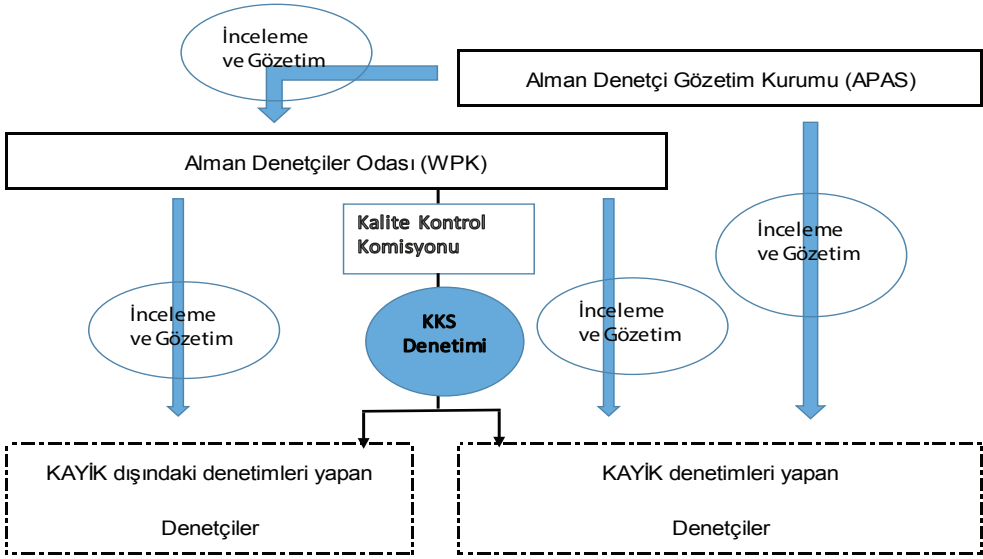 İnceleme
ve Gözetim
Alman Denetçi Gözetim Kurumu (APAS)
Alman Denetçiler Odası (WPK)
Kalite Kontrol
Komisyonu
İnceleme
ve Gözetim
İnceleme
ve Gözetim
KKS
Denetimi
İnceleme
ve Gözetim
KAYİK dışındaki denetimleri yapan
Denetçiler
KAYİK denetimleri yapan
Denetçiler